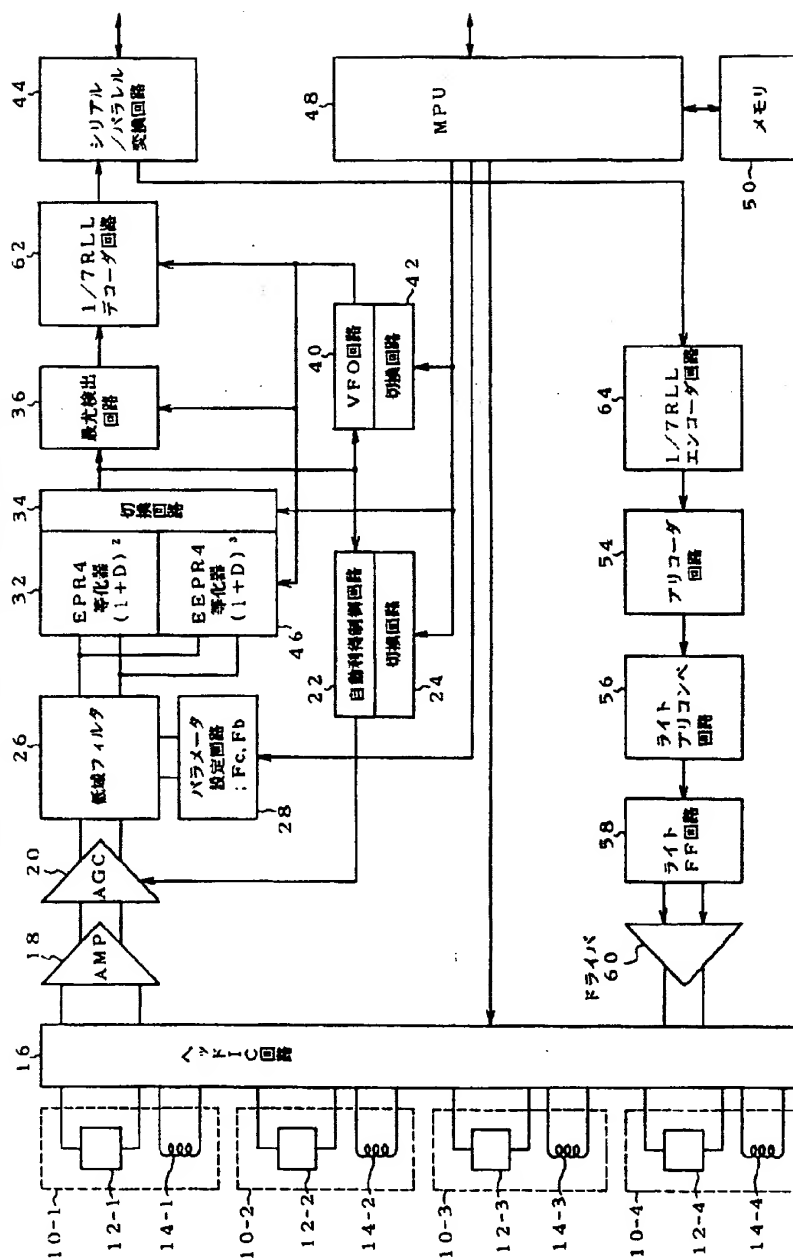 10-1
12-1
14-1
10-2
12-2
14-2
10-3
12-3
14-3
10-4
12-4
14-4
16
ヘッドIC回路
18
AMP
20
AGC
26
低域フィルタ
28
パラメータ
設定回路
:Fc,Fb
32
EPR4
等化器
(1+D)²
EEPR4
等化器
(1+D)³
46
34
切換回路
22
自動利得制御回路
切換回路
24
36
最尤検出
回路
40
VFO回路
切換回路
42
62
1/7RLL
デコーダ回路
44
シリアル
/パラレル
変換回路
48
MPU
50
メモリ
64
1/7RLL
エンコーダ回路
54
プリコーダ
回路
56
ライト
プリコンペ
回路
58
ライト
FF回路
ドライバ
60